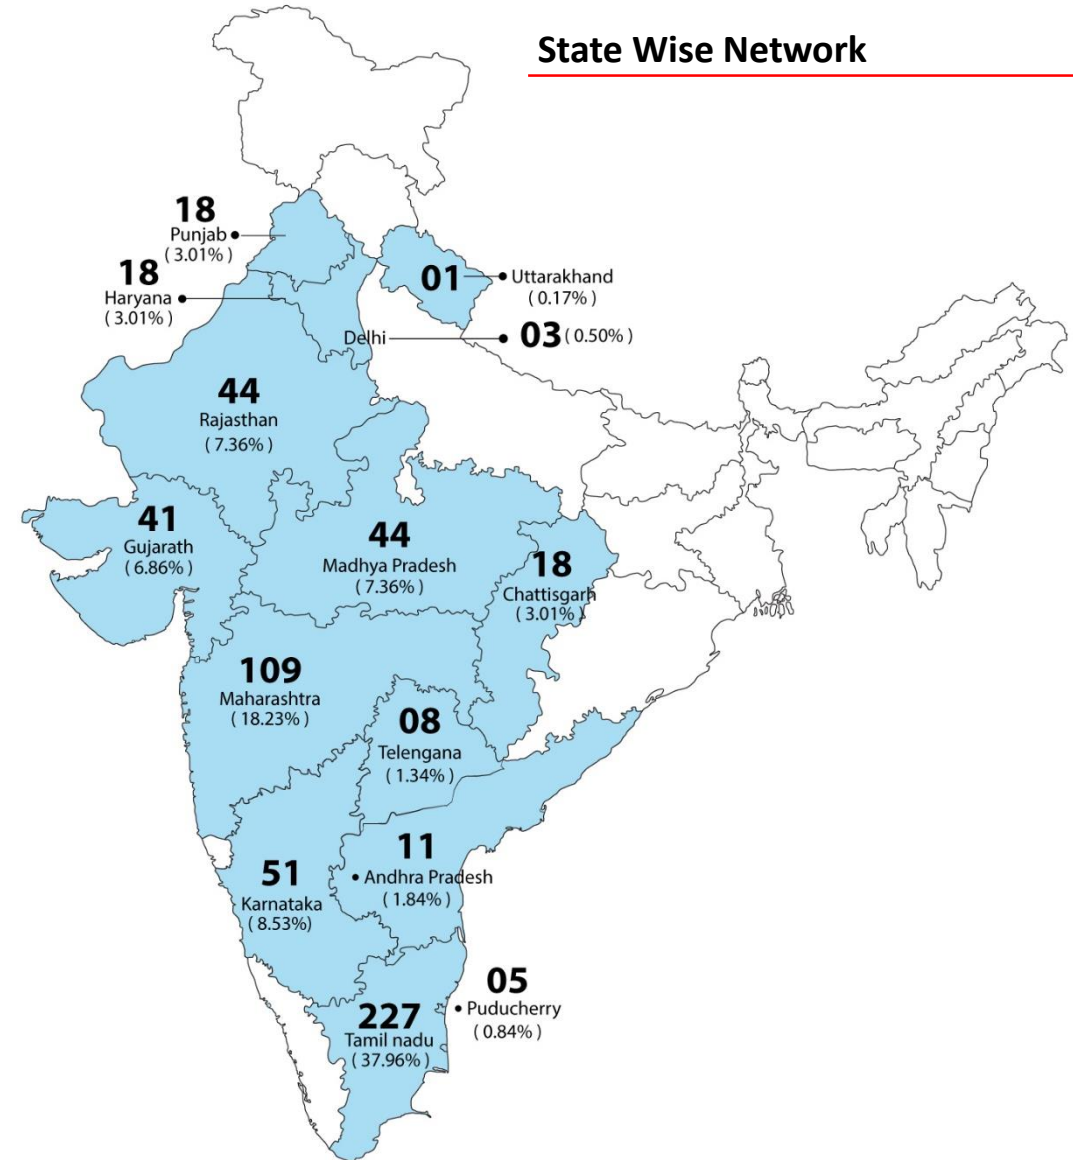 State Wise Network
18
Punjab
( 3.01% )
18
Haryana
( 3.01% )
01
Uttarakhand
( 0.17% )
Delhi
03 ( 0.50% )
44
Rajasthan
( 7.36% )
41
Gujarath
( 6.86% )
44
Madhya Pradesh
( 7.36% )
18
Chattisgarh
( 3.01% )
109
Maharashtra
( 18.23% )
08
Telengana
( 1.34% )
11
Andhra Pradesh
( 1.84% )
51
Karnataka
( 8.53%)
05
Puducherry
( 0.84% )
227
Tamil nadu
( 37.96% )